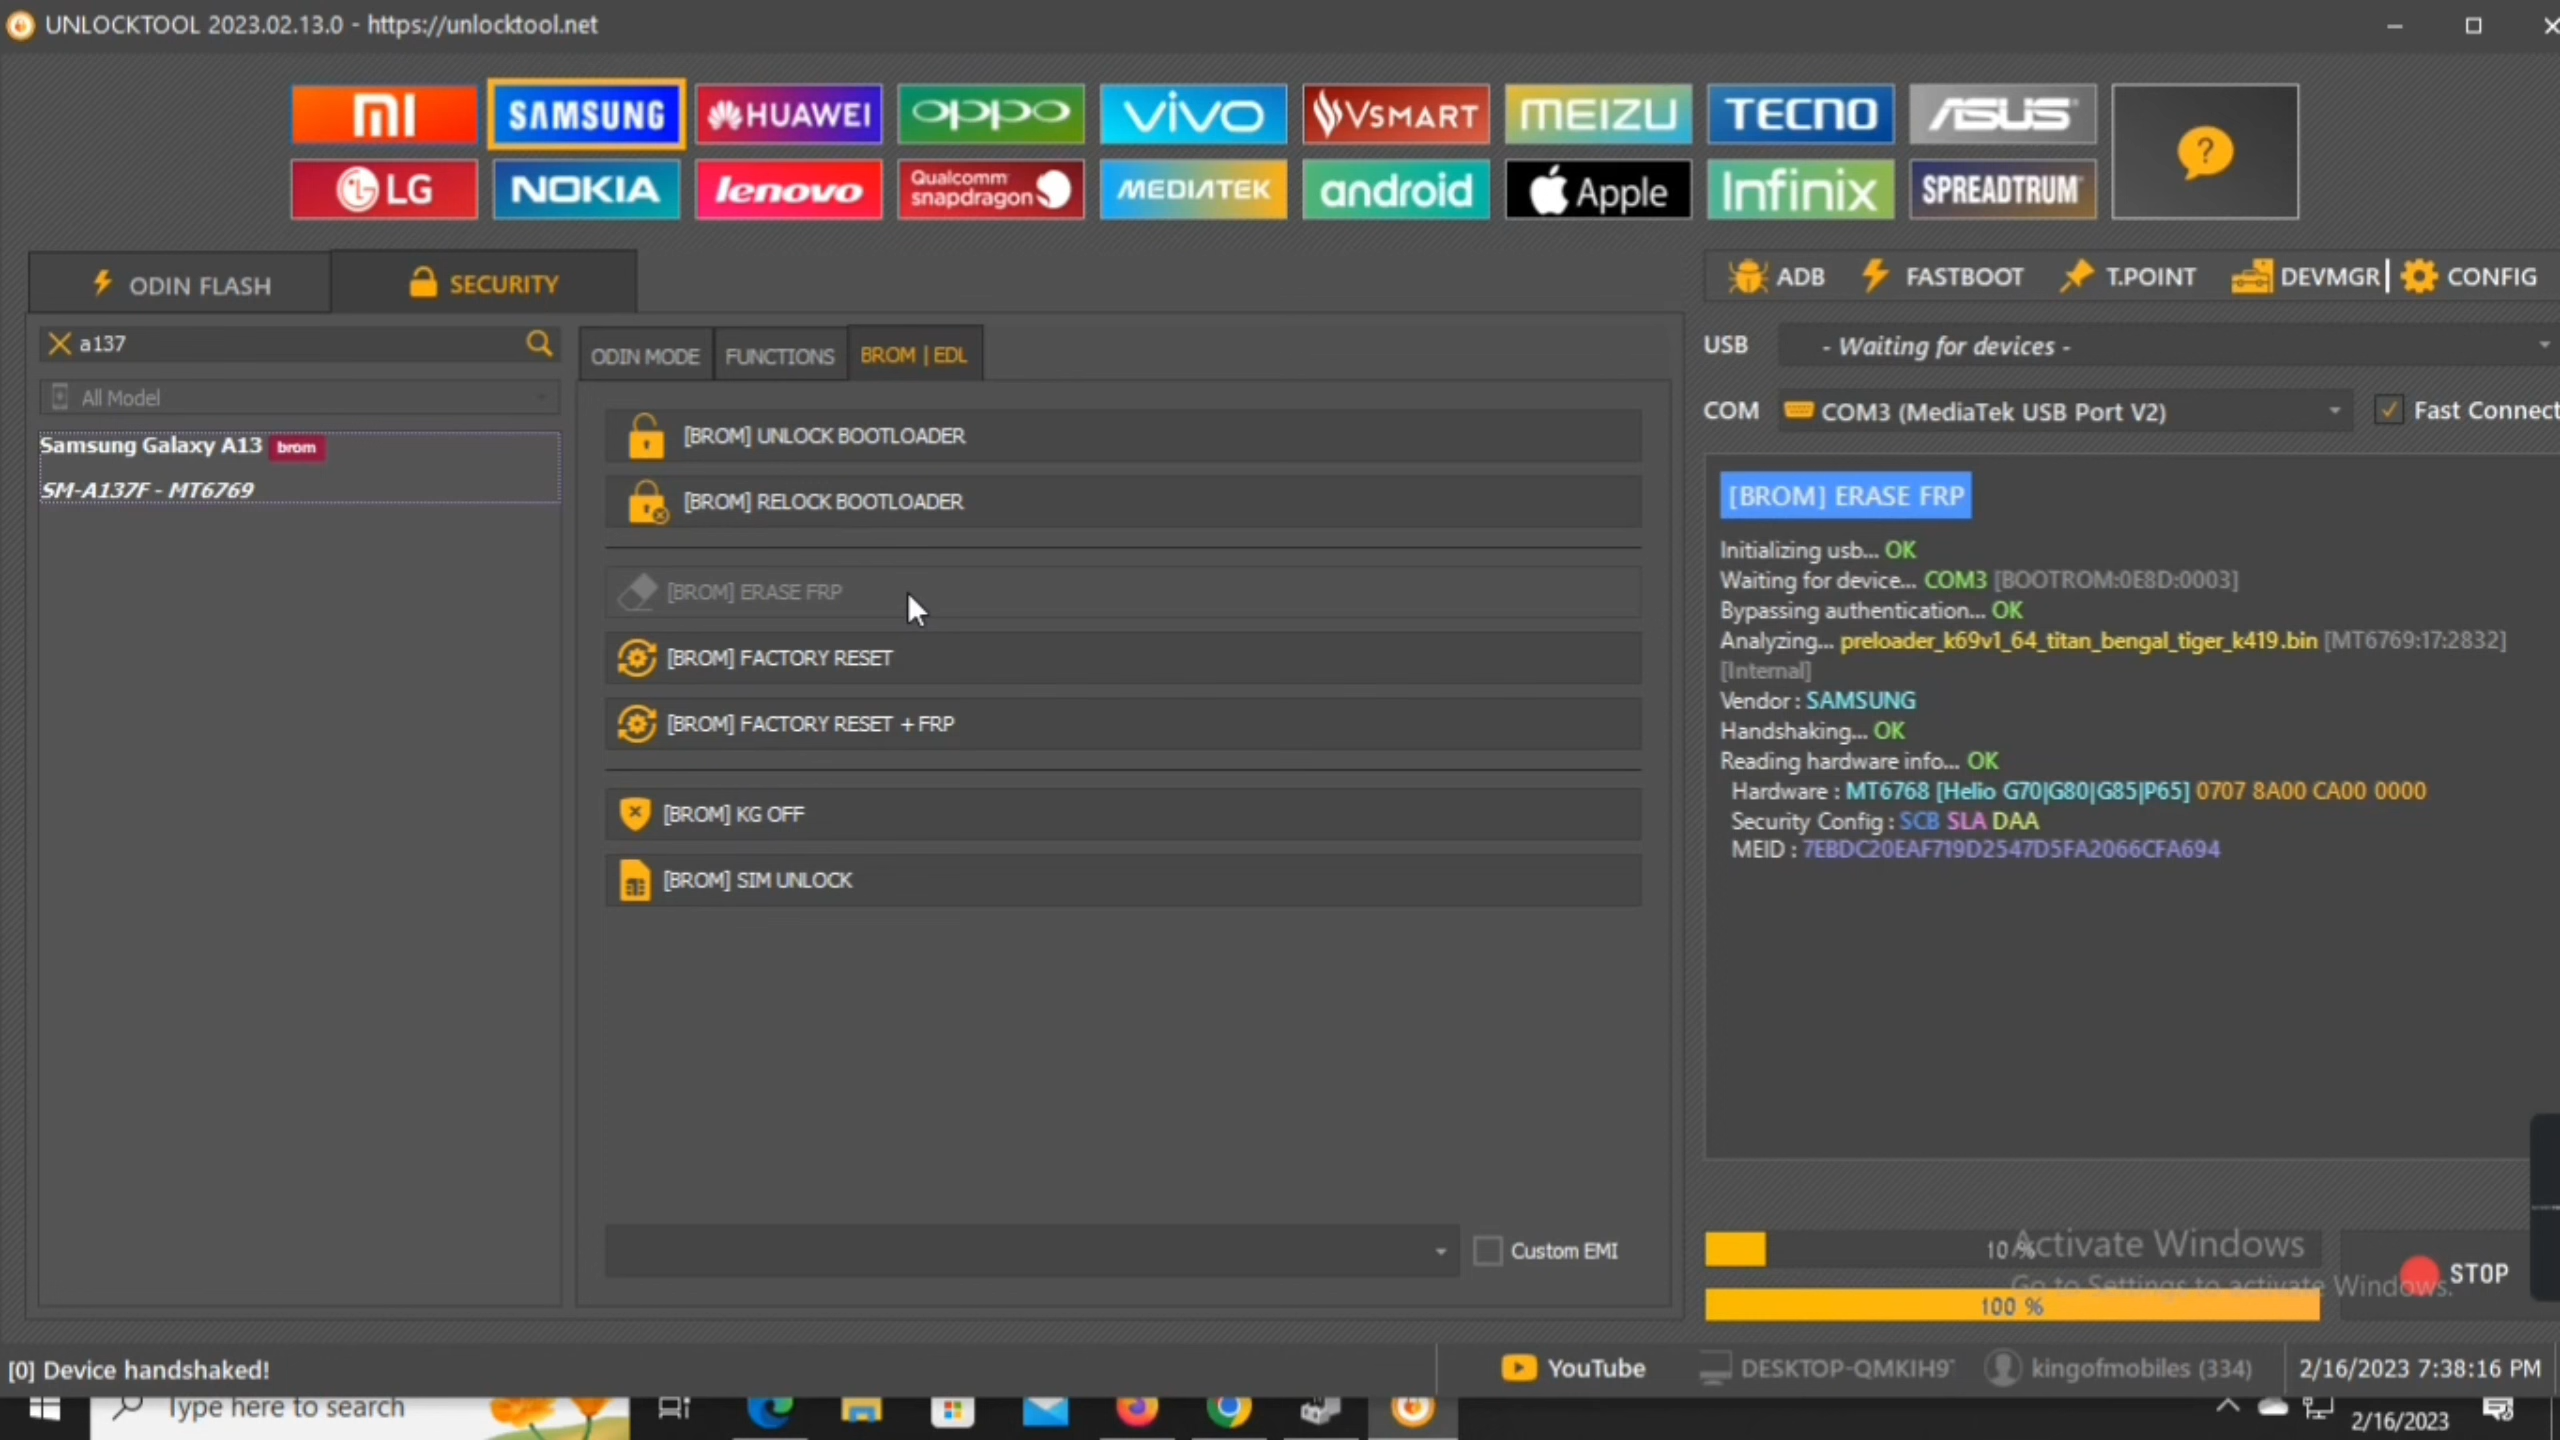 UNLOCKTOOL 2023.02.13.0 - https://unlocktool.net
MI SAMSUNG HUAWEI oppo vivo VSMART MEIZU TECNO ASUS ?
LG NOKIA lenovo Qualcomm snapdragon MEDIATEK android Apple Infinix SPREADTRUM
ODIN FLASH SECURITY
ADB FASTBOOT T.POINT DEVMGR CONFIG
a137
All Model
Samsung Galaxy A13 brom
SM-A137F - MT6769
ODIN MODE FUNCTIONS BROM | EDL
[BROM] UNLOCK BOOTLOADER
[BROM] RELOCK BOOTLOADER
[BROM] ERASE FRP
[BROM] FACTORY RESET
[BROM] FACTORY RESET + FRP
[BROM] KG OFF
[BROM] SIM UNLOCK
Custom EMI
USB - Waiting for devices -
COM COM3 (MediaTek USB Port V2) Fast Connect
[BROM] ERASE FRP
Initializing usb... OK
Waiting for device... COM3 [BOOTROM:0E8D:0003]
Bypassing authentication... OK
Analyzing... preloader_k69v1_64_titan_bengal_tiger_k419.bin [MT6769:17:2832]
[Internal]
Vendor : SAMSUNG
Handshaking... OK
Reading hardware info... OK
Hardware : MT6768 [Helio G70|G80|G85|P65] 0707 8A00 CA00 0000
Security Config : SCB SLA DAA
MEID : 7EBDC20EAF719D2547D5FA2066CFA694
10 %
Activate Windows
Go to Settings to activate Windows.
STOP
100 %
[0] Device handshaked!
YouTube DESKTOP-QMKIH9 kingofmobiles (334) 2/16/2023 7:38:16 PM
Type here to search
2/16/2023